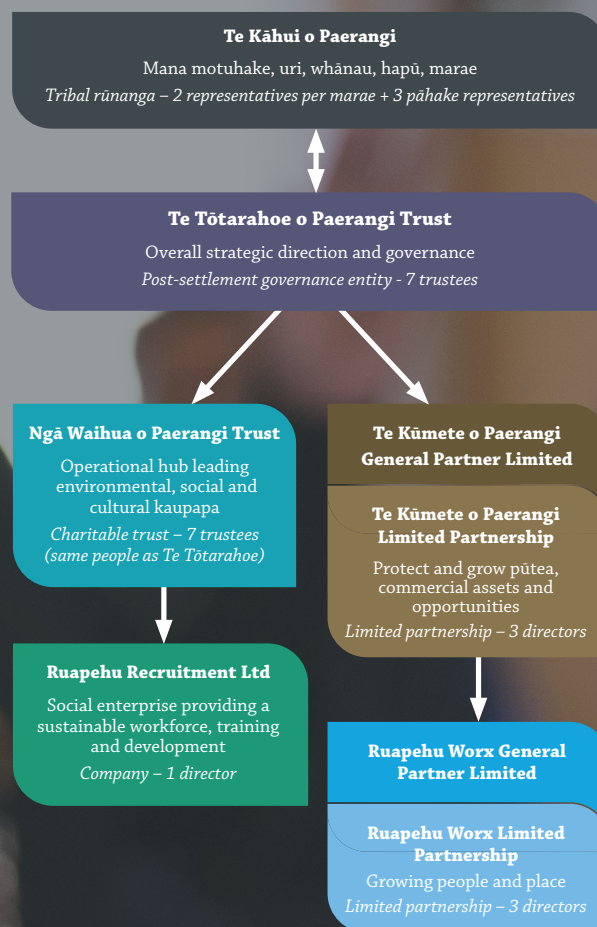 Te Kāhui o Paerangi
Mana motuhake, uri, whānau, hapū, marae
Tribal rūnanga – 2 representatives per marae + 3 pāhake representatives
Te Tōtarahoe o Paerangi Trust
Overall strategic direction and governance
Post-settlement governance entity - 7 trustees
Ngā Waihua o Paerangi Trust
Operational hub leading
environmental, social and
cultural kaupapa
Charitable trust – 7 trustees
(same people as Te Tōtarahoe)
Te Kūmete o Paerangi
General Partner Limited
Te Kūmete o Paerangi
Limited Partnership
Protect and grow pūtea,
commercial assets and
opportunities
Limited partnership – 3 directors
Ruapehu Recruitment Ltd
Social enterprise providing a
sustainable workforce, training
and development
Company – 1 director
Ruapehu Worx General
Partner Limited
Ruapehu Worx Limited
Partnership
Growing people and place
Limited partnership – 3 directors